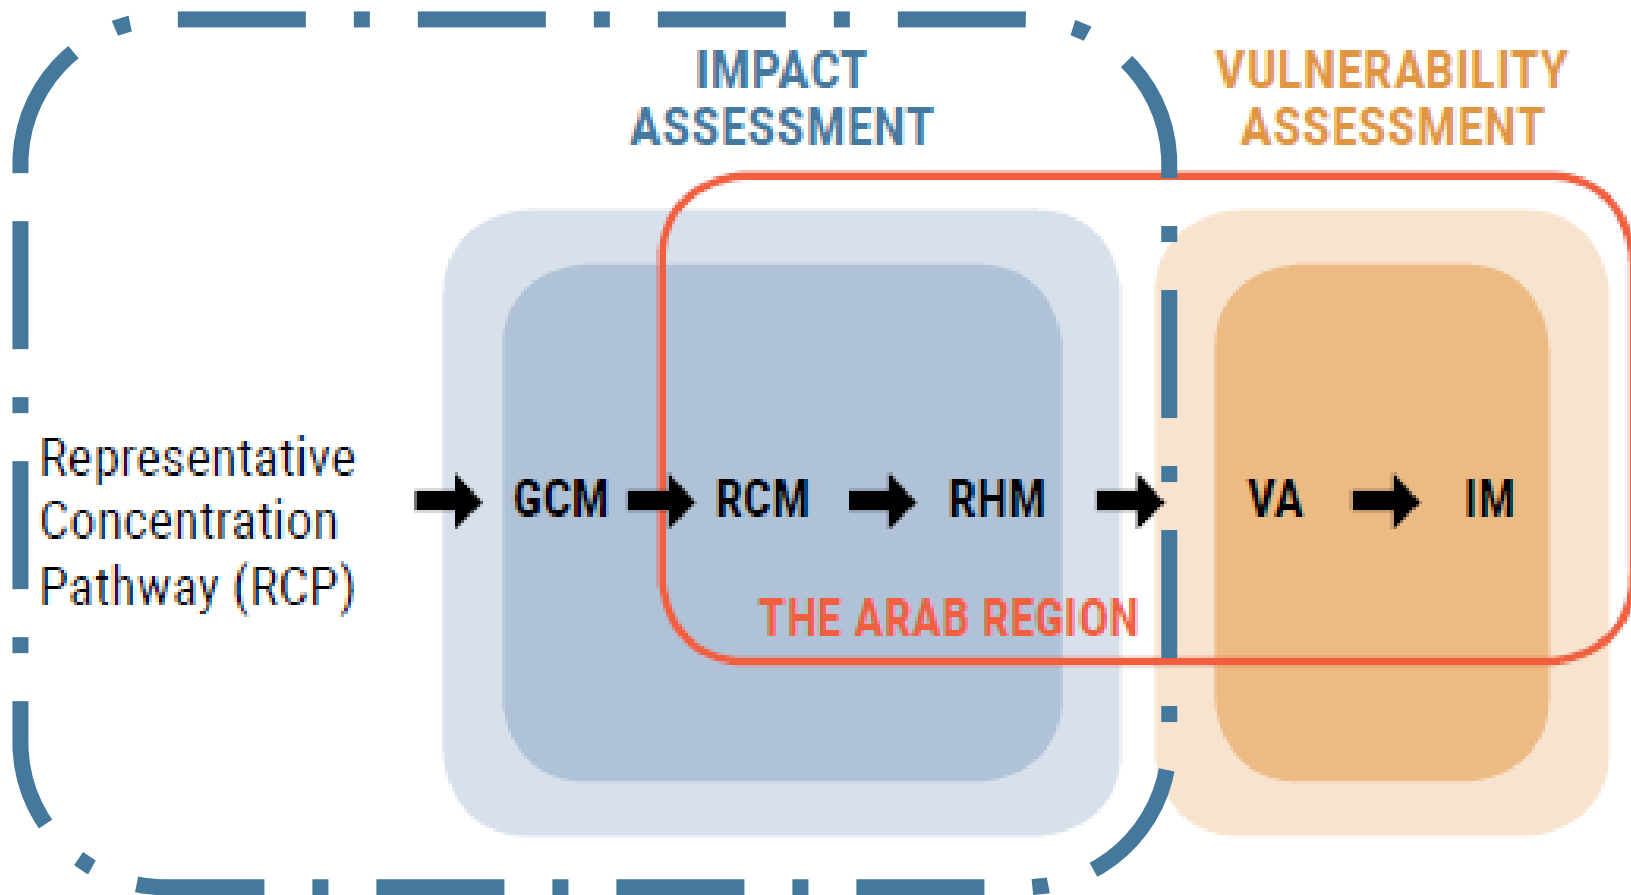 IMPACT
ASSESSMENT
VULNERABILITY
ASSESSMENT
Representative
Concentration
Pathway (RCP)
GCM
RCM
RHM
VA
IM
THE ARAB REGION